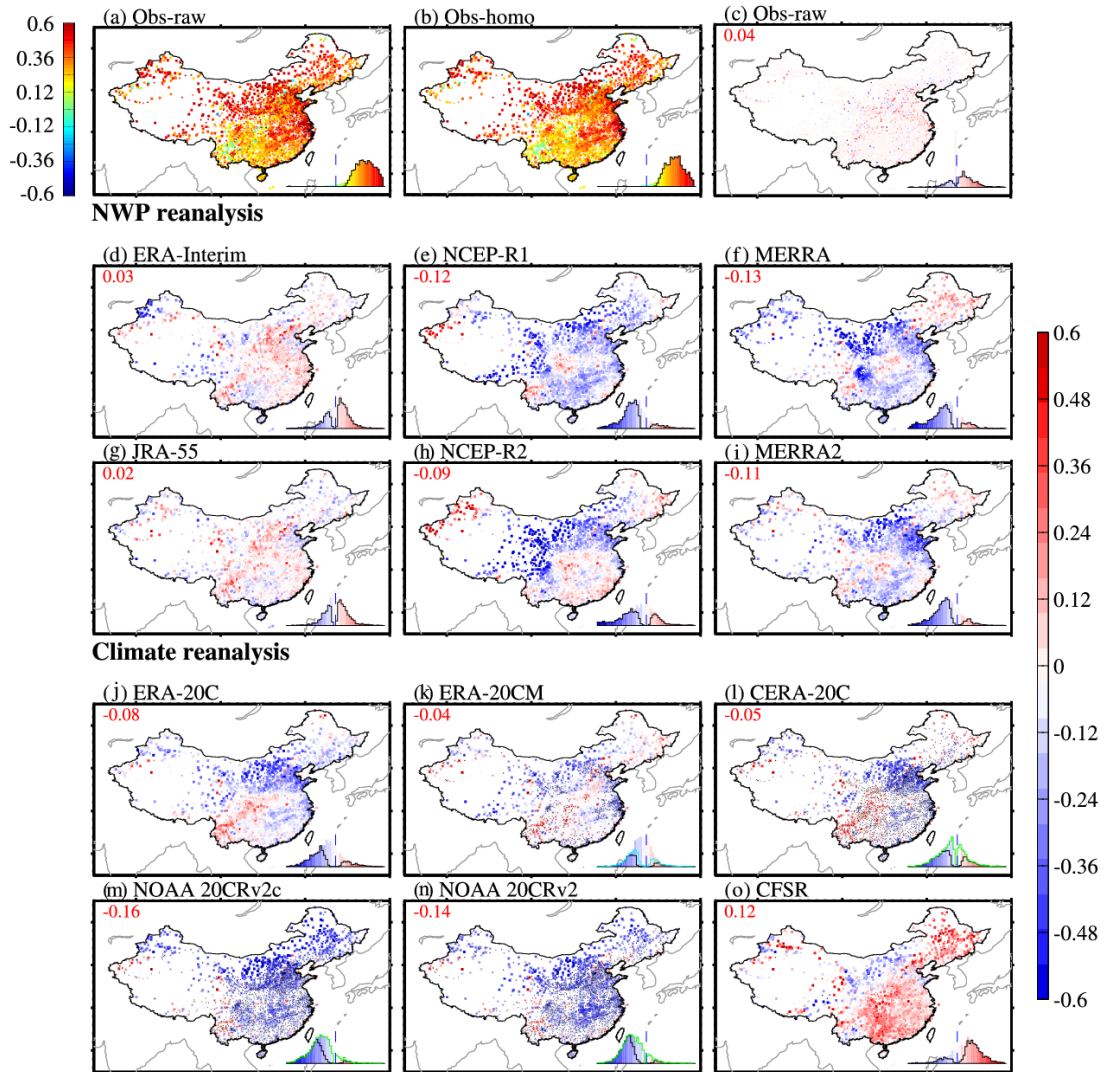 (a) Obs-raw
(b) Obs-homo
(c) Obs-raw
0.6
0.36
0.12
-0.12
-0.36
-0.6
0.04
NWP reanalysis
(d) ERA-Interim
(e) NCEP-R1
(f) MERRA
0.03
-0.12
-0.13
(g) JRA-55
(h) NCEP-R2
(i) MERRA2
0.02
-0.09
-0.11
Climate reanalysis
(j) ERA-20C
(k) ERA-20CM
(l) CERA-20C
-0.08
-0.04
-0.05
(m) NOAA 20CRv2c
(n) NOAA 20CRv2
(o) CFSR
-0.16
-0.14
0.12
0.6
0.48
0.36
0.24
0.12
0
-0.12
-0.24
-0.36
-0.48
-0.6